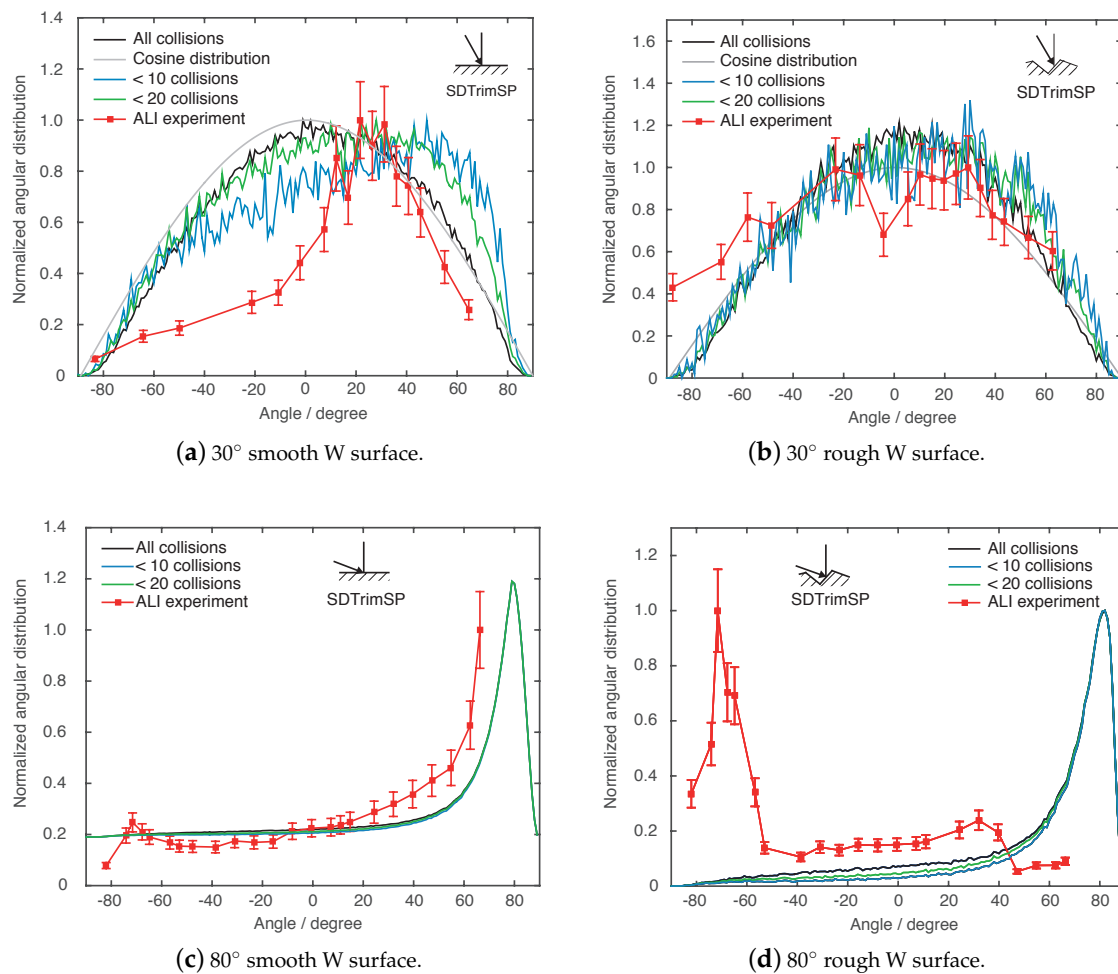 1.4
1.2
1.0
0.8
0.6
0.4
0.2
0
Normalized angular distribution
All collisions
Cosine distribution
< 10 collisions
< 20 collisions
ALI experiment
SDTrimSP
-80 -60 -40 -20 0 20 40 60 80
Angle / degree
(a) 30° smooth W surface.
1.6
1.4
1.2
1.0
0.8
0.6
0.4
0.2
0
Normalized angular distribution
All collisions
Cosine distribution
< 10 collisions
< 20 collisions
ALI experiment
SDTrimSP
-80 -60 -40 -20 0 20 40 60 80
Angle / degree
(b) 30° rough W surface.
1.4
1.2
1.0
0.8
0.6
0.4
0.2
0
Normalized angular distribution
All collisions
< 10 collisions
< 20 collisions
ALI experiment
SDTrimSP
-80 -60 -40 -20 0 20 40 60 80
Angle / degree
(c) 80° smooth W surface.
1.4
1.2
1.0
0.8
0.6
0.4
0.2
0
Normalized angular distribution
SDTrimSP
All collisions
< 10 collisions
< 20 collisions
ALI experiment
-80 -60 -40 -20 0 20 40 60 80
Angle / degree
(d) 80° rough W surface.